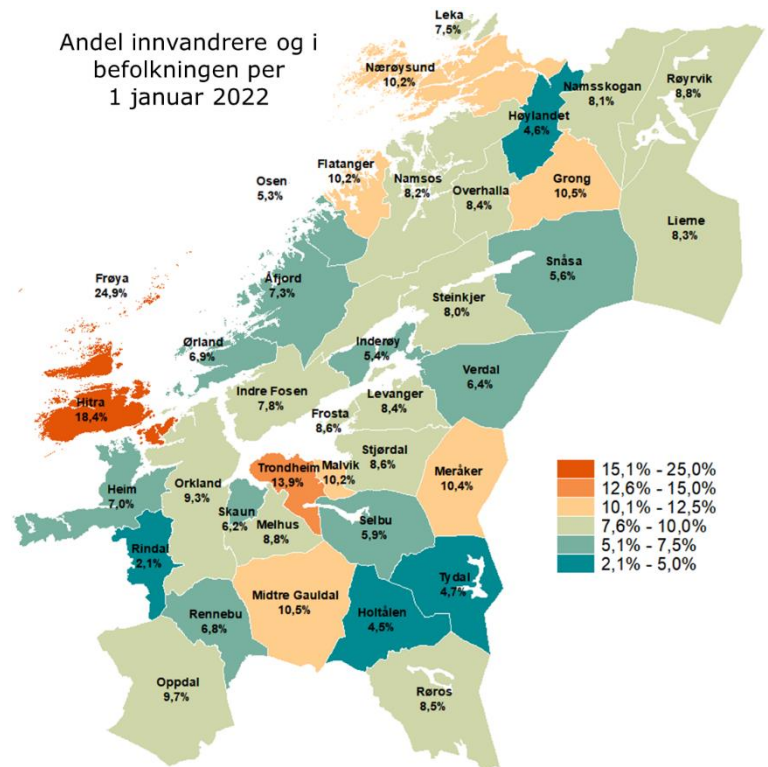 Andel innvandrere og i
befolkningen per
1 januar 2022
Leka
7,5%
Nærøysund
10,2%
Namsskogan
8,1%
Røyrvik
8,8%
Høylandet
4,6%
Flatanger
10,2%
Namsos
8,2%
Overhalla
8,4%
Grong
10,5%
Osen
5,3%
Lierne
8,3%
Snåsa
5,6%
Frøya
24,9%
Åfjord
7,3%
Steinkjer
8,0%
Ørland
6,9%
Inderøy
5,4%
Verdal
6,4%
Hitra
18,4%
Indre Fosen
7,8%
Levanger
8,4%
Frosta
8,6%
Stjørdal
8,6%
Meråker
10,4%
Trondheim
13,9%
Malvik
10,2%
Heim
7,0%
Orkland
9,3%
Skaun
6,2%
Melhus
8,8%
Selbu
5,9%
Rindal
2,1%
Tydal
4,7%
Midtre Gauldal
10,5%
Rennebu
6,8%
Holtålen
4,5%
Oppdal
9,7%
Røros
8,5%
15,1% - 25,0%
12,6% - 15,0%
10,1% - 12,5%
7,6% - 10,0%
5,1% - 7,5%
2,1% - 5,0%